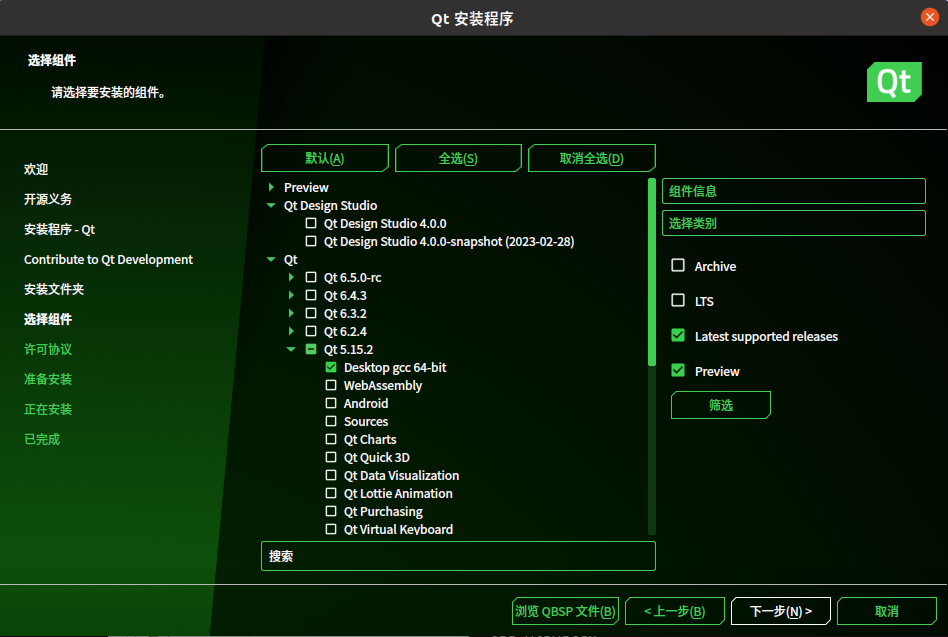 Qt 安装程序
选择组件
请选择要安装的组件。
Qt
欢迎
开源义务
安装程序 - Qt
Contribute to Qt Development
安装文件夹
选择组件
许可协议
准备安装
正在安装
已完成
默认(A) 全选(S) 取消全选(D)
Preview
Qt Design Studio
Qt Design Studio 4.0.0
Qt Design Studio 4.0.0-snapshot (2023-02-28)
Qt
Qt 6.5.0-rc
Qt 6.4.3
Qt 6.3.2
Qt 6.2.4
Qt 5.15.2
Desktop gcc 64-bit
WebAssembly
Android
Sources
Qt Charts
Qt Quick 3D
Qt Data Visualization
Qt Lottie Animation
Qt Purchasing
Qt Virtual Keyboard
搜索
组件信息
选择类别
Archive
LTS
Latest supported releases
Preview
筛选
浏览 QBSP 文件(B) < 上一步(B) 下一步(N) > 取消